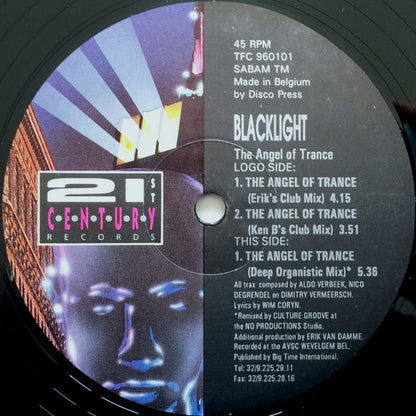 45 RPM
TFC 960101
SABAM TM
Made in Belgium
by Disco Press
BLACKLIGHT
The Angel of Trance
LOGO SIDE:
1. THE ANGEL OF TRANCE
(Erik's Club Mix) 4.15
2. THE ANGEL OF TRANCE
(Ken B's Club Mix) 3.51
THIS SIDE:
1. THE ANGEL OF TRANCE
(Deep Organistic Mix)* 5.36
All trax composed by ALDO VERBEEK, NICO
DEGRENDEL en DIMITRY VERMEERSCH.
Lyrics by WIM CORYN.
*Remixed by CULTURE GROOVE at
the NO PRODUCTIONS Studio.
Additional production by ERIK VAN DAMME.
Recorded at the AVSC WEVELGEM BEL.
Published by Big Time International.
Tel: 32/9.225.29.11
Fax: 32/9.225.28.16
21ST
C·E·N·T·U·R·Y
RECORDS